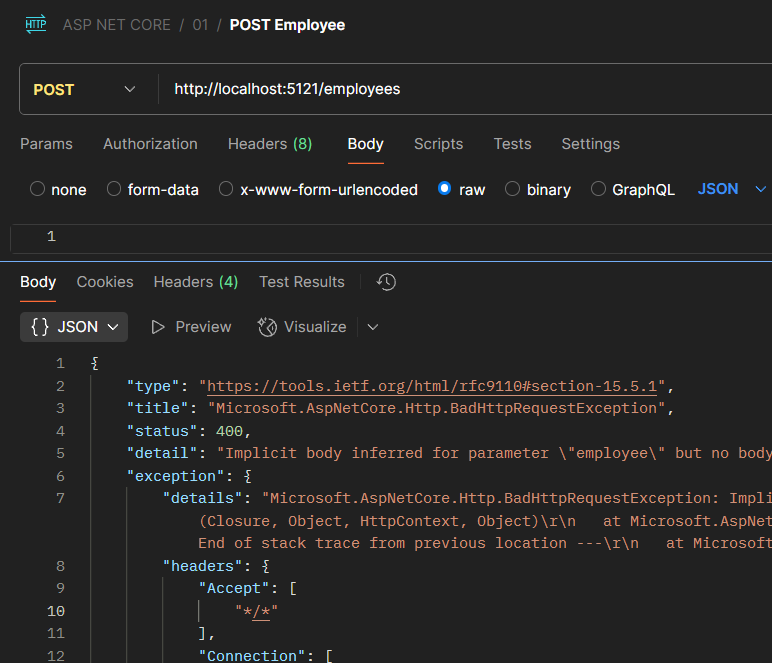 HTTP ASP NET CORE / 01 / POST Employee
POST http://localhost:5121/employees
Params Authorization Headers (8) Body Scripts Tests Settings
none form-data x-www-form-urlencoded raw binary GraphQL JSON
1
Body Cookies Headers (4) Test Results
{} JSON Preview Visualize
1 {
2 "type": "https://tools.ietf.org/html/rfc9110#section-15.5.1",
3 "title": "Microsoft.AspNetCore.Http.BadHttpRequestException",
4 "status": 400,
5 "detail": "Implicit body inferred for parameter \"employee\" but no body
6 "exception": {
7 "details": "Microsoft.AspNetCore.Http.BadHttpRequestException: Impli
(Closure, Object, HttpContext, Object)\r\n   at Microsoft.AspNet
End of stack trace from previous location ---\r\n   at Microsoft
8 "headers": {
9 "Accept": [
10 "*/*"
11 ],
12 "Connection": [